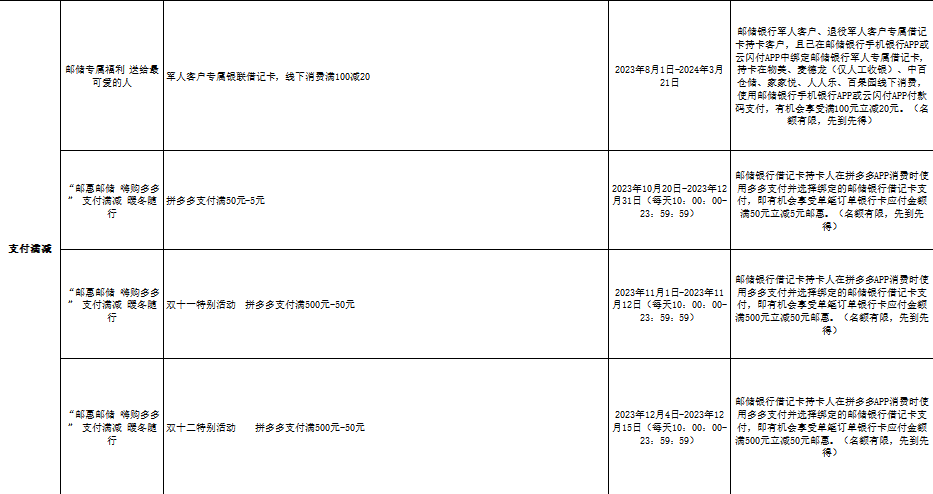 支付满减
邮储专属福利 送给最
可爱的人
军人客户专属银联借记卡，线下消费满100减20
2023年8月1日-2024年3月
21日
邮储银行军人客户、退役军人客户专属借记
卡持卡客户，且已在邮储银行手机银行APP或
云闪付APP中绑定邮储银行军人专属借记卡，
持卡在物美、麦德龙（仅人工收银）、中百
仓储、家家悦、人人乐、百果园线下消费，
使用邮储银行手机银行APP或云闪付APP付款
码支付，有机会享受满100元立减20元。（名
额有限，先到先得）
“邮惠邮储 嗨购多多
” 支付满减 暖冬随
行
拼多多支付满50元-5元
2023年10月20日-2023年12
月31日（每天10：00：00-
23：59：59）
邮储银行借记卡持卡人在拼多多APP消费时使
用多多支付并选择绑定的邮储银行借记卡支
付，即有机会享受单笔订单银行卡应付金额
满50元立减5元邮惠。（名额有限，先到先
得）
“邮惠邮储 嗨购多多
” 支付满减 暖冬随
行
双十一特别活动 拼多多支付满500元-50元
2023年11月1日-2023年11
月12日（每天10：00：00-
23：59：59）
邮储银行借记卡持卡人在拼多多APP消费时使
用多多支付并选择绑定的邮储银行借记卡支
付，即有机会享受单笔订单银行卡应付金额
满500元立减50元邮惠。（名额有限，先到先
得）
“邮惠邮储 嗨购多多
” 支付满减 暖冬随
行
双十二特别活动 拼多多支付满500元-50元
2023年12月4日-2023年12
月15日（每天10：00：00-
23：59：59）
邮储银行借记卡持卡人在拼多多APP消费时使
用多多支付并选择绑定的邮储银行借记卡支
付，即有机会享受单笔订单银行卡应付金额
满500元立减50元邮惠。（名额有限，先到先
得）